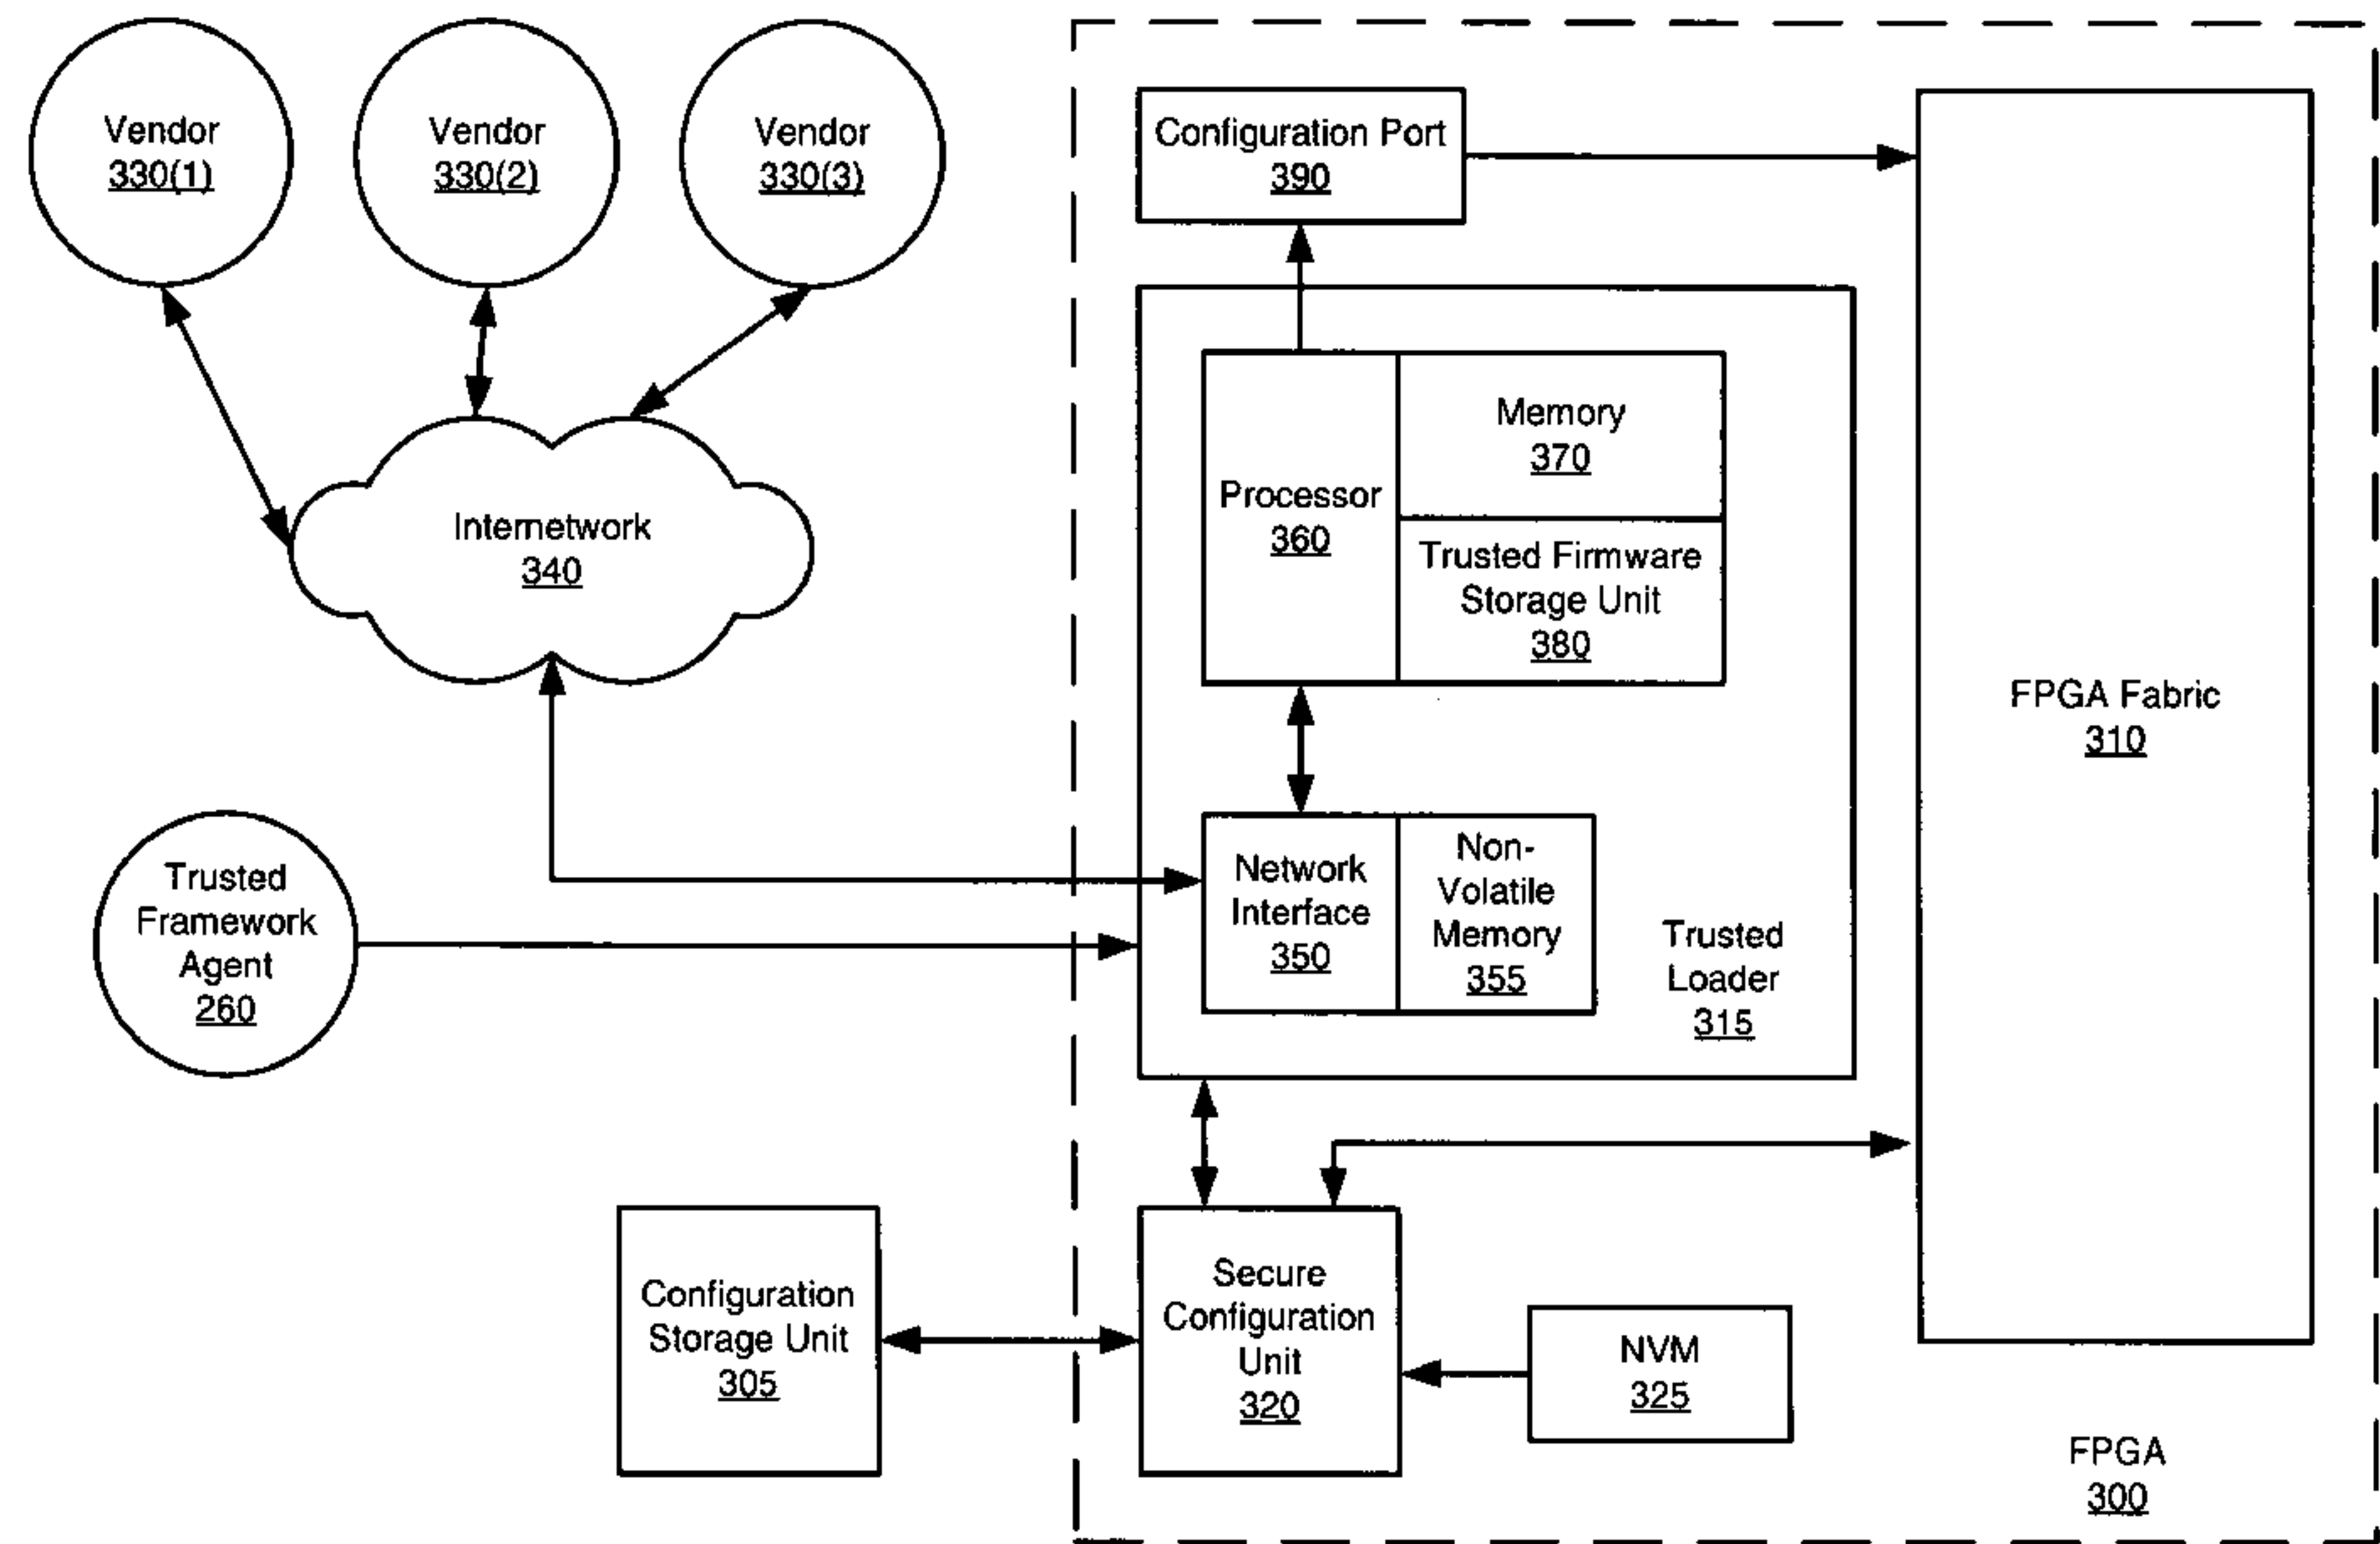 Vendor
330(1)
Vendor
330(2)
Vendor
330(3)
Configuration Port
390
Memory
370
Processor
360
Trusted Firmware
Storage Unit
380
Internetwork
340
FPGA Fabric
310
Trusted
Framework
Agent
260
Network
Interface
350
Non-
Volatile
Memory
355
Trusted
Loader
315
Configuration
Storage Unit
305
Secure
Configuration
Unit
320
NVM
325
FPGA
300